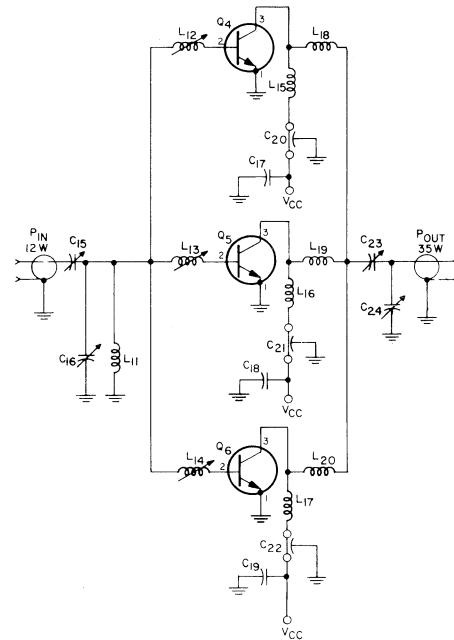 L12
Q4
3
2
1
L18
L15
C20
C17
VCC
PIN
12 W
C15
L13
Q5
3
2
1
L19
C23
POUT
35W
L16
C24
C16
L11
C21
C18
VCC
L14
Q6
3
2
1
L20
L17
C22
C19
VCC